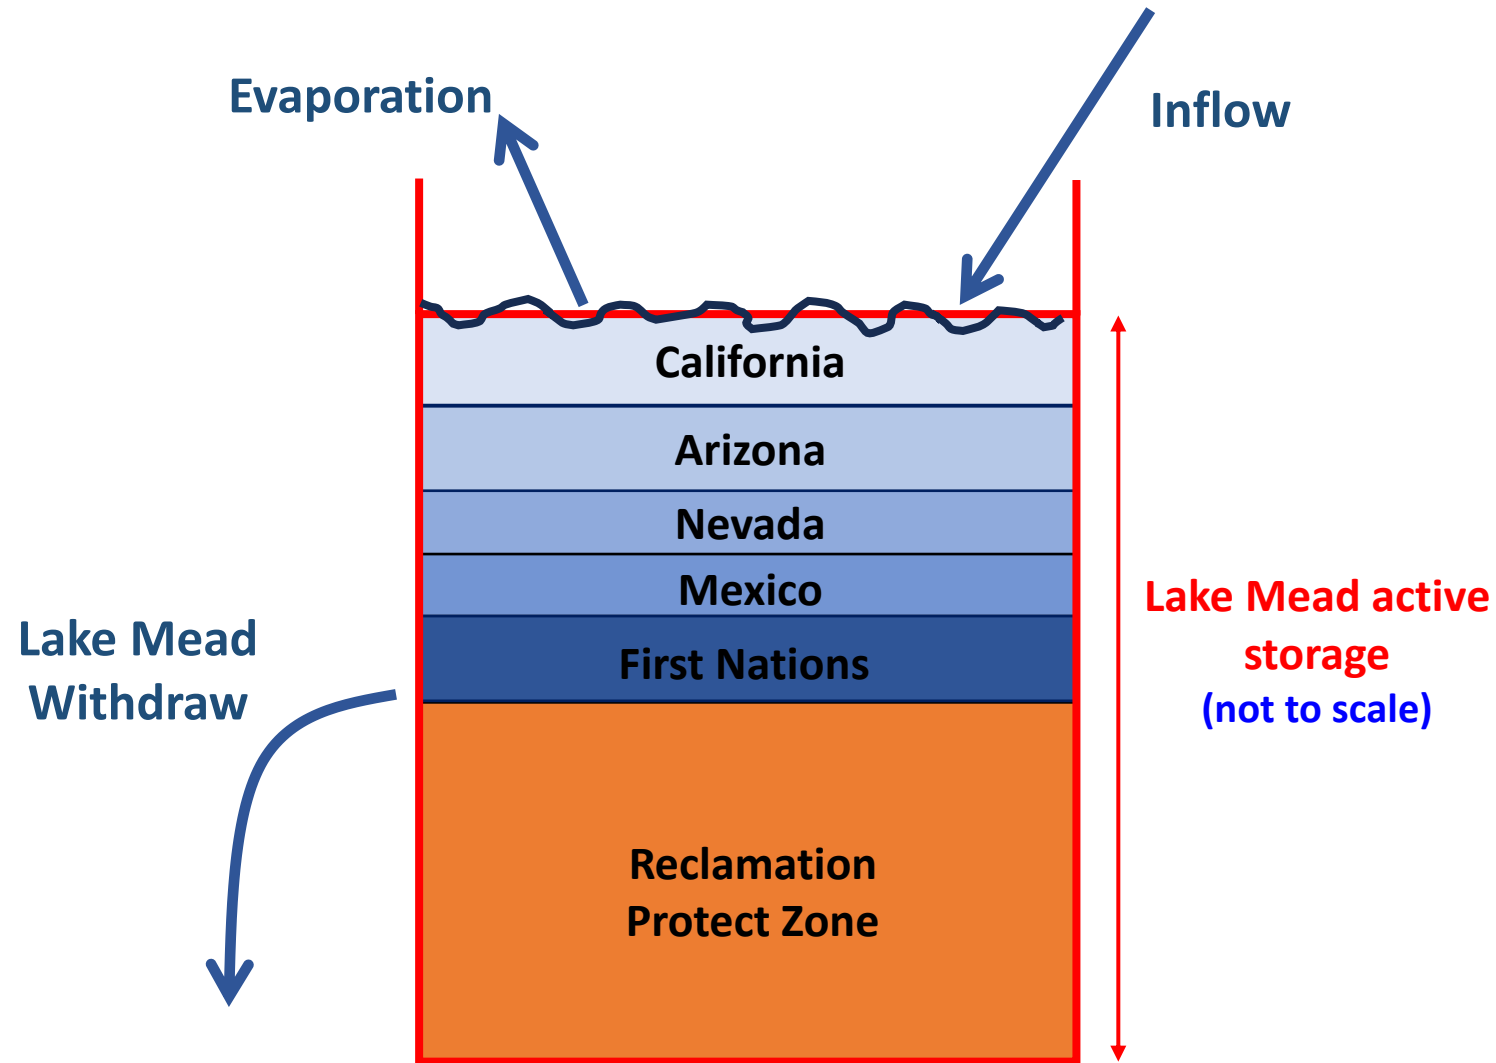 Evaporation
Inflow
California
Arizona
Nevada
Mexico
First Nations
Lake Mead
Withdraw
Lake Mead active
storage
(not to scale)
Reclamation
Protect Zone